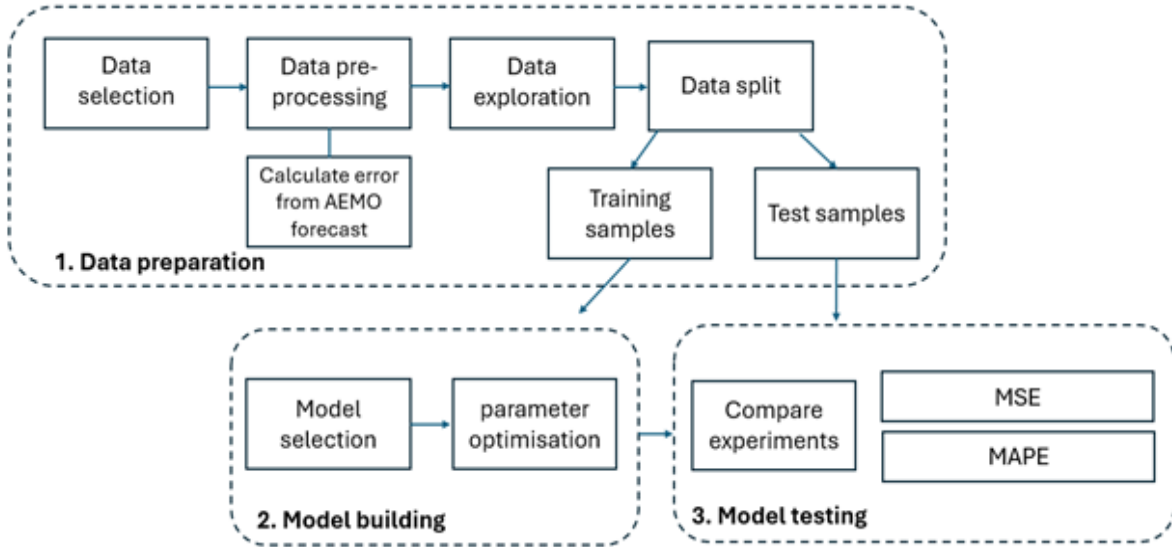 Data
selection
Data pre-
processing
Data
exploration
Data split
Calculate error
from AEMO
forecast
Training
samples
Test samples
1. Data preparation
Model
selection
parameter
optimisation
2. Model building
Compare
experiments
MSE
MAPE
3. Model testing